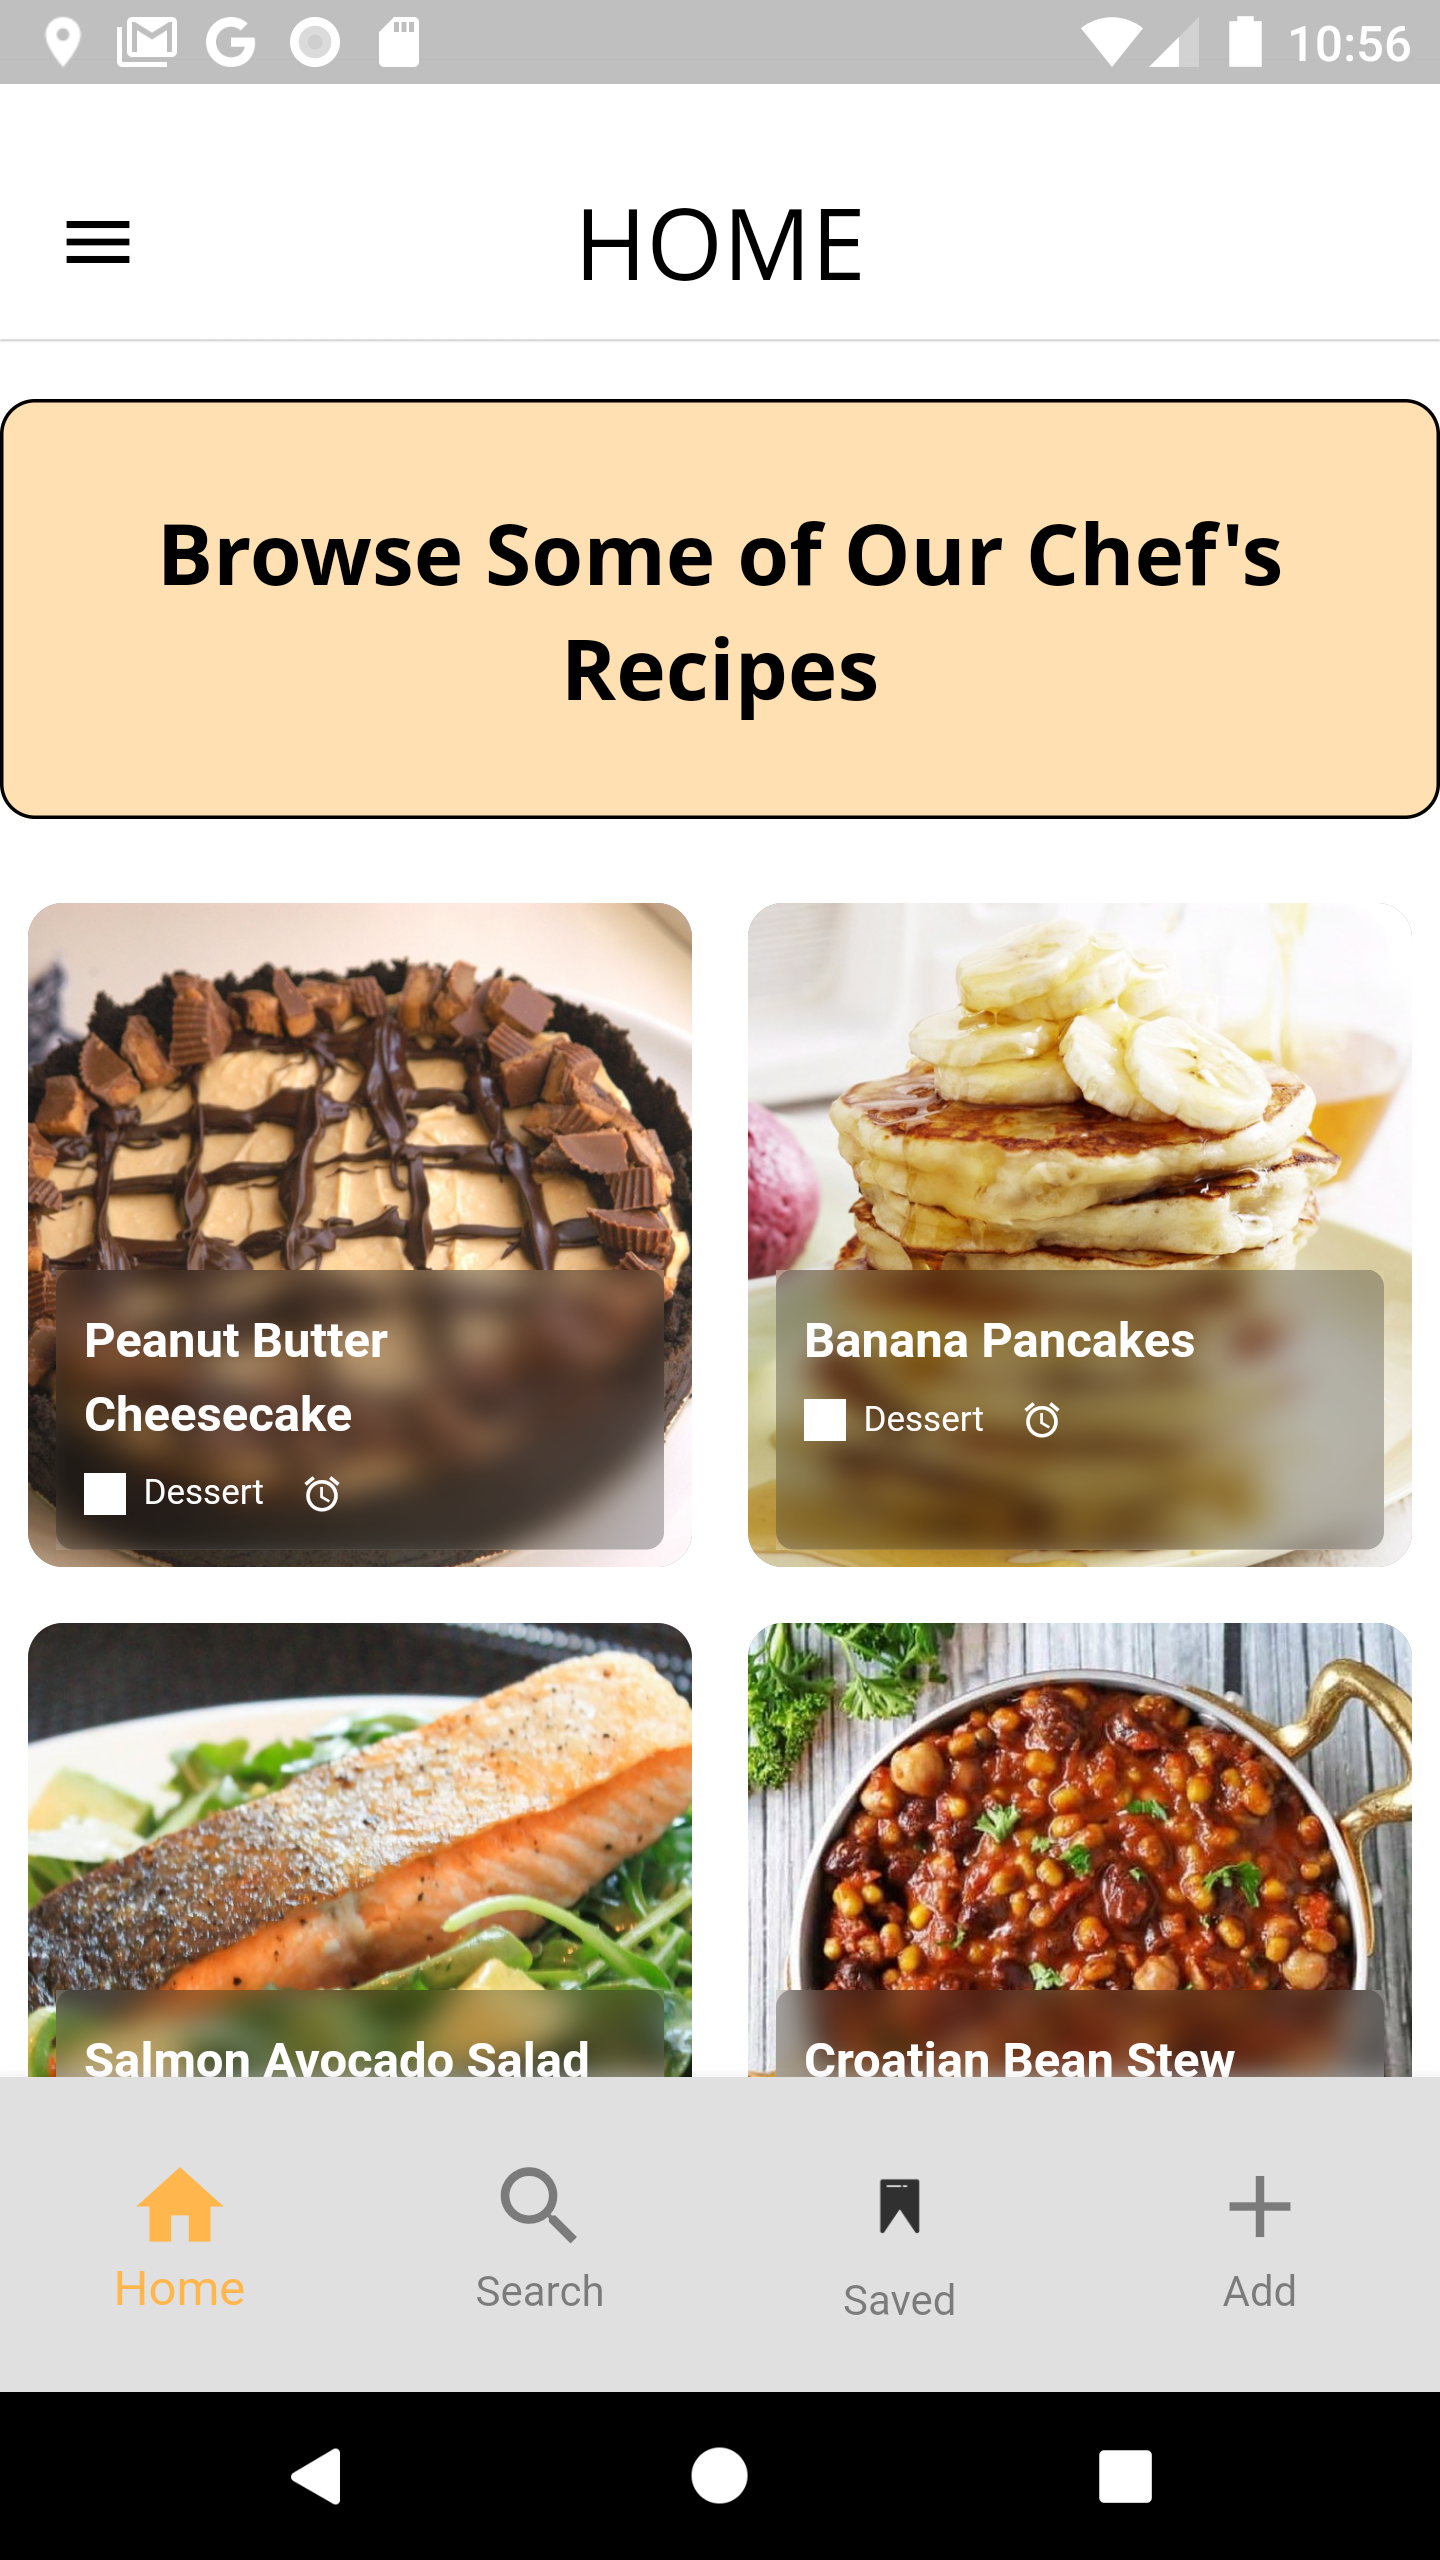 10:56
HOME
Browse Some of Our Chef's
Recipes
Peanut Butter
Cheesecake
Dessert
Banana Pancakes
Dessert
Salmon Avocado Salad
Croatian Bean Stew
Home
Search
Saved
Add